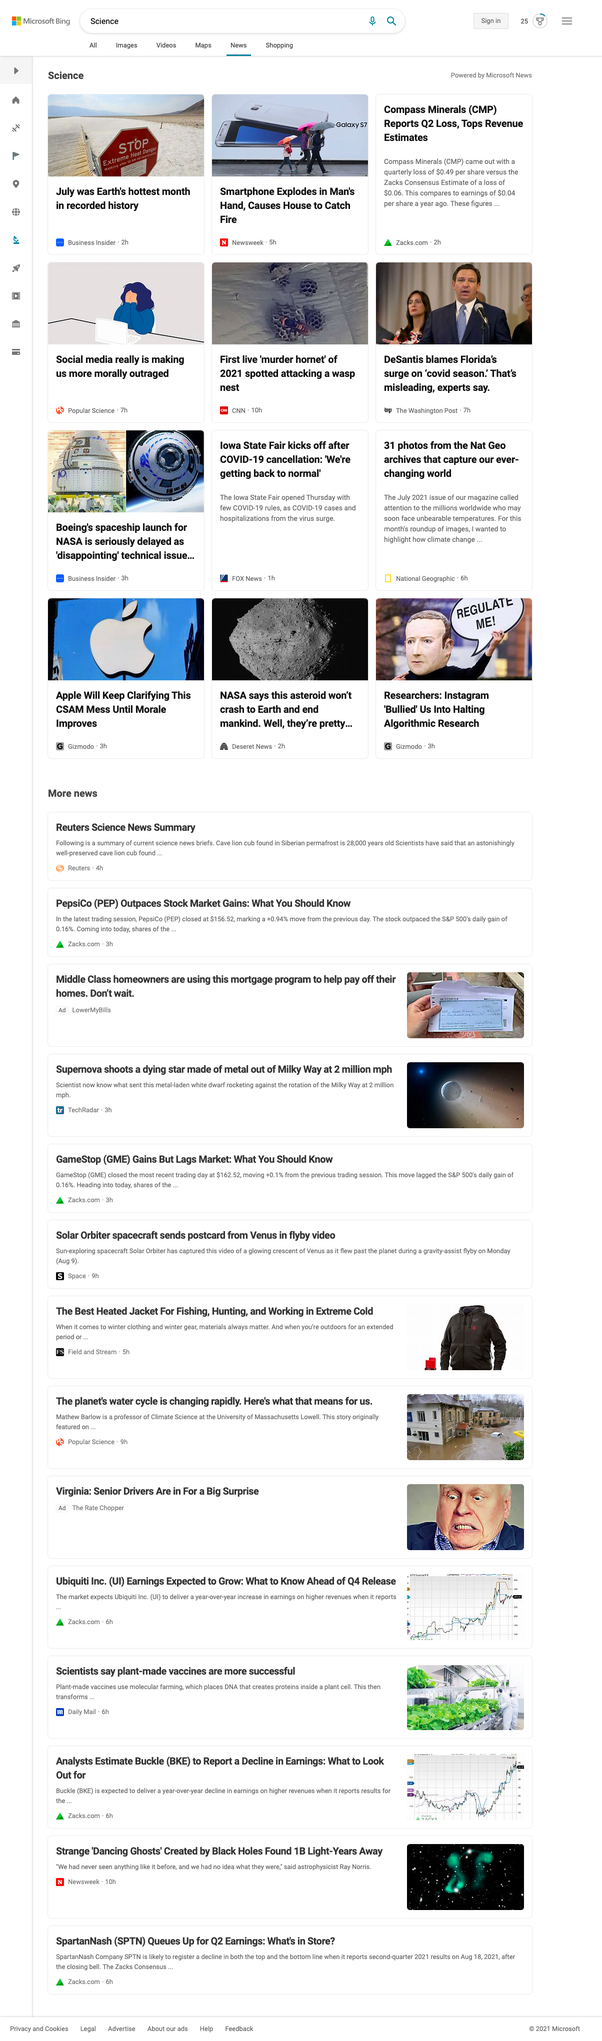 Microsoft Bing
Science
Sign in
25
All Images Videos Maps News Shopping
Science
Powered by Microsoft News
STOP
Extreme Heat Danger
July was Earth's hottest month
in recorded history
Business Insider · 2h
Galaxy S7
Smartphone Explodes in Man's
Hand, Causes House to Catch
Fire
Newsweek · 5h
Compass Minerals (CMP)
Reports Q2 Loss, Tops Revenue
Estimates
Compass Minerals (CMP) came out with a
quarterly loss of $0.49 per share versus the
Zacks Consensus Estimate of a loss of
$0.06. This compares to earnings of $0.04
per share a year ago. These figures ...
Zacks.com · 2h
Social media really is making
us more morally outraged
Popular Science · 7h
First live 'murder hornet' of
2021 spotted attacking a wasp
nest
CNN · 10h
DeSantis blames Florida's
surge on 'covid season.' That's
misleading, experts say.
The Washington Post · 7h
Boeing's spaceship launch for
NASA is seriously delayed as
'disappointing' technical issue...
Business Insider · 3h
Iowa State Fair kicks off after
COVID-19 cancellation: 'We're
getting back to normal'
The Iowa State Fair opened Thursday with
few COVID-19 rules, as COVID-19 cases and
hospitalizations from the virus surge.
FOX News · 1h
31 photos from the Nat Geo
archives that capture our ever-
changing world
The July 2021 issue of our magazine called
attention to the millions worldwide who may
soon face unbearable temperatures. For this
month's roundup of images, I wanted to
highlight how climate change ...
National Geographic · 6h
Apple Will Keep Clarifying This
CSAM Mess Until Morale
Improves
Gizmodo · 3h
NASA says this asteroid won't
crash to Earth and end
mankind. Well, they're pretty...
Deseret News · 2h
REGULATE
ME!
Researchers: Instagram
'Bullied' Us Into Halting
Algorithmic Research
Gizmodo · 3h
More news
Reuters Science News Summary
Following is a summary of current science news briefs. Cave lion cub found in Siberian permafrost is 28,000 years old Scientists have said that an astonishingly
well-preserved cave lion cub found ...
Reuters · 4h
PepsiCo (PEP) Outpaces Stock Market Gains: What You Should Know
In the latest trading session, PepsiCo (PEP) closed at $156.52, marking a +0.94% move from the previous day. The stock outpaced the S&P 500's daily gain of
0.16%. Coming into today, shares of the ...
Zacks.com · 3h
Middle Class homeowners are using this mortgage program to help pay off their
homes. Don't wait.
Ad LowerMyBills
Supernova shoots a dying star made of metal out of Milky Way at 2 million mph
Scientist now know what sent this metal-laden white dwarf rocketing against the rotation of the Milky Way at 2 million
mph.
TechRadar · 3h
GameStop (GME) Gains But Lags Market: What You Should Know
GameStop (GME) closed the most recent trading day at $162.52, moving +0.1% from the previous trading session. This move lagged the S&P 500's daily gain of
0.16%. Heading into today, shares of the ...
Zacks.com · 3h
Solar Orbiter spacecraft sends postcard from Venus in flyby video
Sun-exploring spacecraft Solar Orbiter has captured this video of a glowing crescent of Venus as it flew past the planet during a gravity-assist flyby on Monday
(Aug 9).
Space · 9h
The Best Heated Jacket For Fishing, Hunting, and Working in Extreme Cold
When it comes to winter clothing and winter gear, materials always matter. And when you're outdoors for an extended
period or ...
Field and Stream · 5h
The planet's water cycle is changing rapidly. Here's what that means for us.
Mathew Barlow is a professor of Climate Science at the University of Massachusetts Lowell. This story originally
featured on ...
Popular Science · 9h
Virginia: Senior Drivers Are in For a Big Surprise
Ad The Rate Chopper
Ubiquiti Inc. (UI) Earnings Expected to Grow: What to Know Ahead of Q4 Release
The market expects Ubiquiti Inc. (UI) to deliver a year-over-year increase in earnings on higher revenues when it reports
...
Zacks.com · 6h
Scientists say plant-made vaccines are more successful
Plant-made vaccines use molecular farming, which places DNA that creates proteins inside a plant cell. This then
transforms ...
Daily Mail · 6h
Analysts Estimate Buckle (BKE) to Report a Decline in Earnings: What to Look
Out for
Buckle (BKE) is expected to deliver a year-over-year decline in earnings on higher revenues when it reports results for
the ...
Zacks.com · 6h
Strange 'Dancing Ghosts' Created by Black Holes Found 1B Light-Years Away
"We had never seen anything like it before, and we had no idea what they were," said astrophysicist Ray Norris.
Newsweek · 10h
SpartanNash (SPTN) Queues Up for Q2 Earnings: What's in Store?
SpartanNash Company SPTN is likely to register a decline in both the top and the bottom line when it reports second-quarter 2021 results on Aug 18, 2021, after
the closing bell. The Zacks Consensus ...
Zacks.com · 6h
Privacy and Cookies Legal Advertise About our ads Help Feedback
© 2021 Microsoft